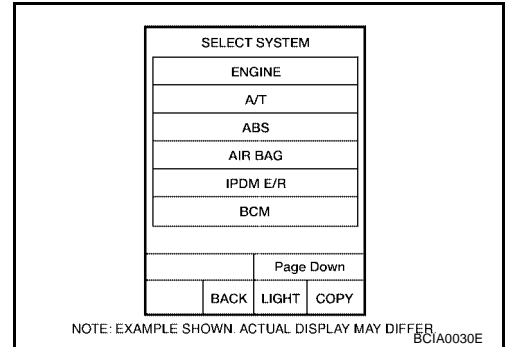 SELECT SYSTEM
ENGINE
A/T
ABS
AIR BAG
IPDM E/R
BCM
Page Down
BACK LIGHT COPY
NOTE: EXAMPLE SHOWN. ACTUAL DISPLAY MAY DIFFER.
BCIA0030E